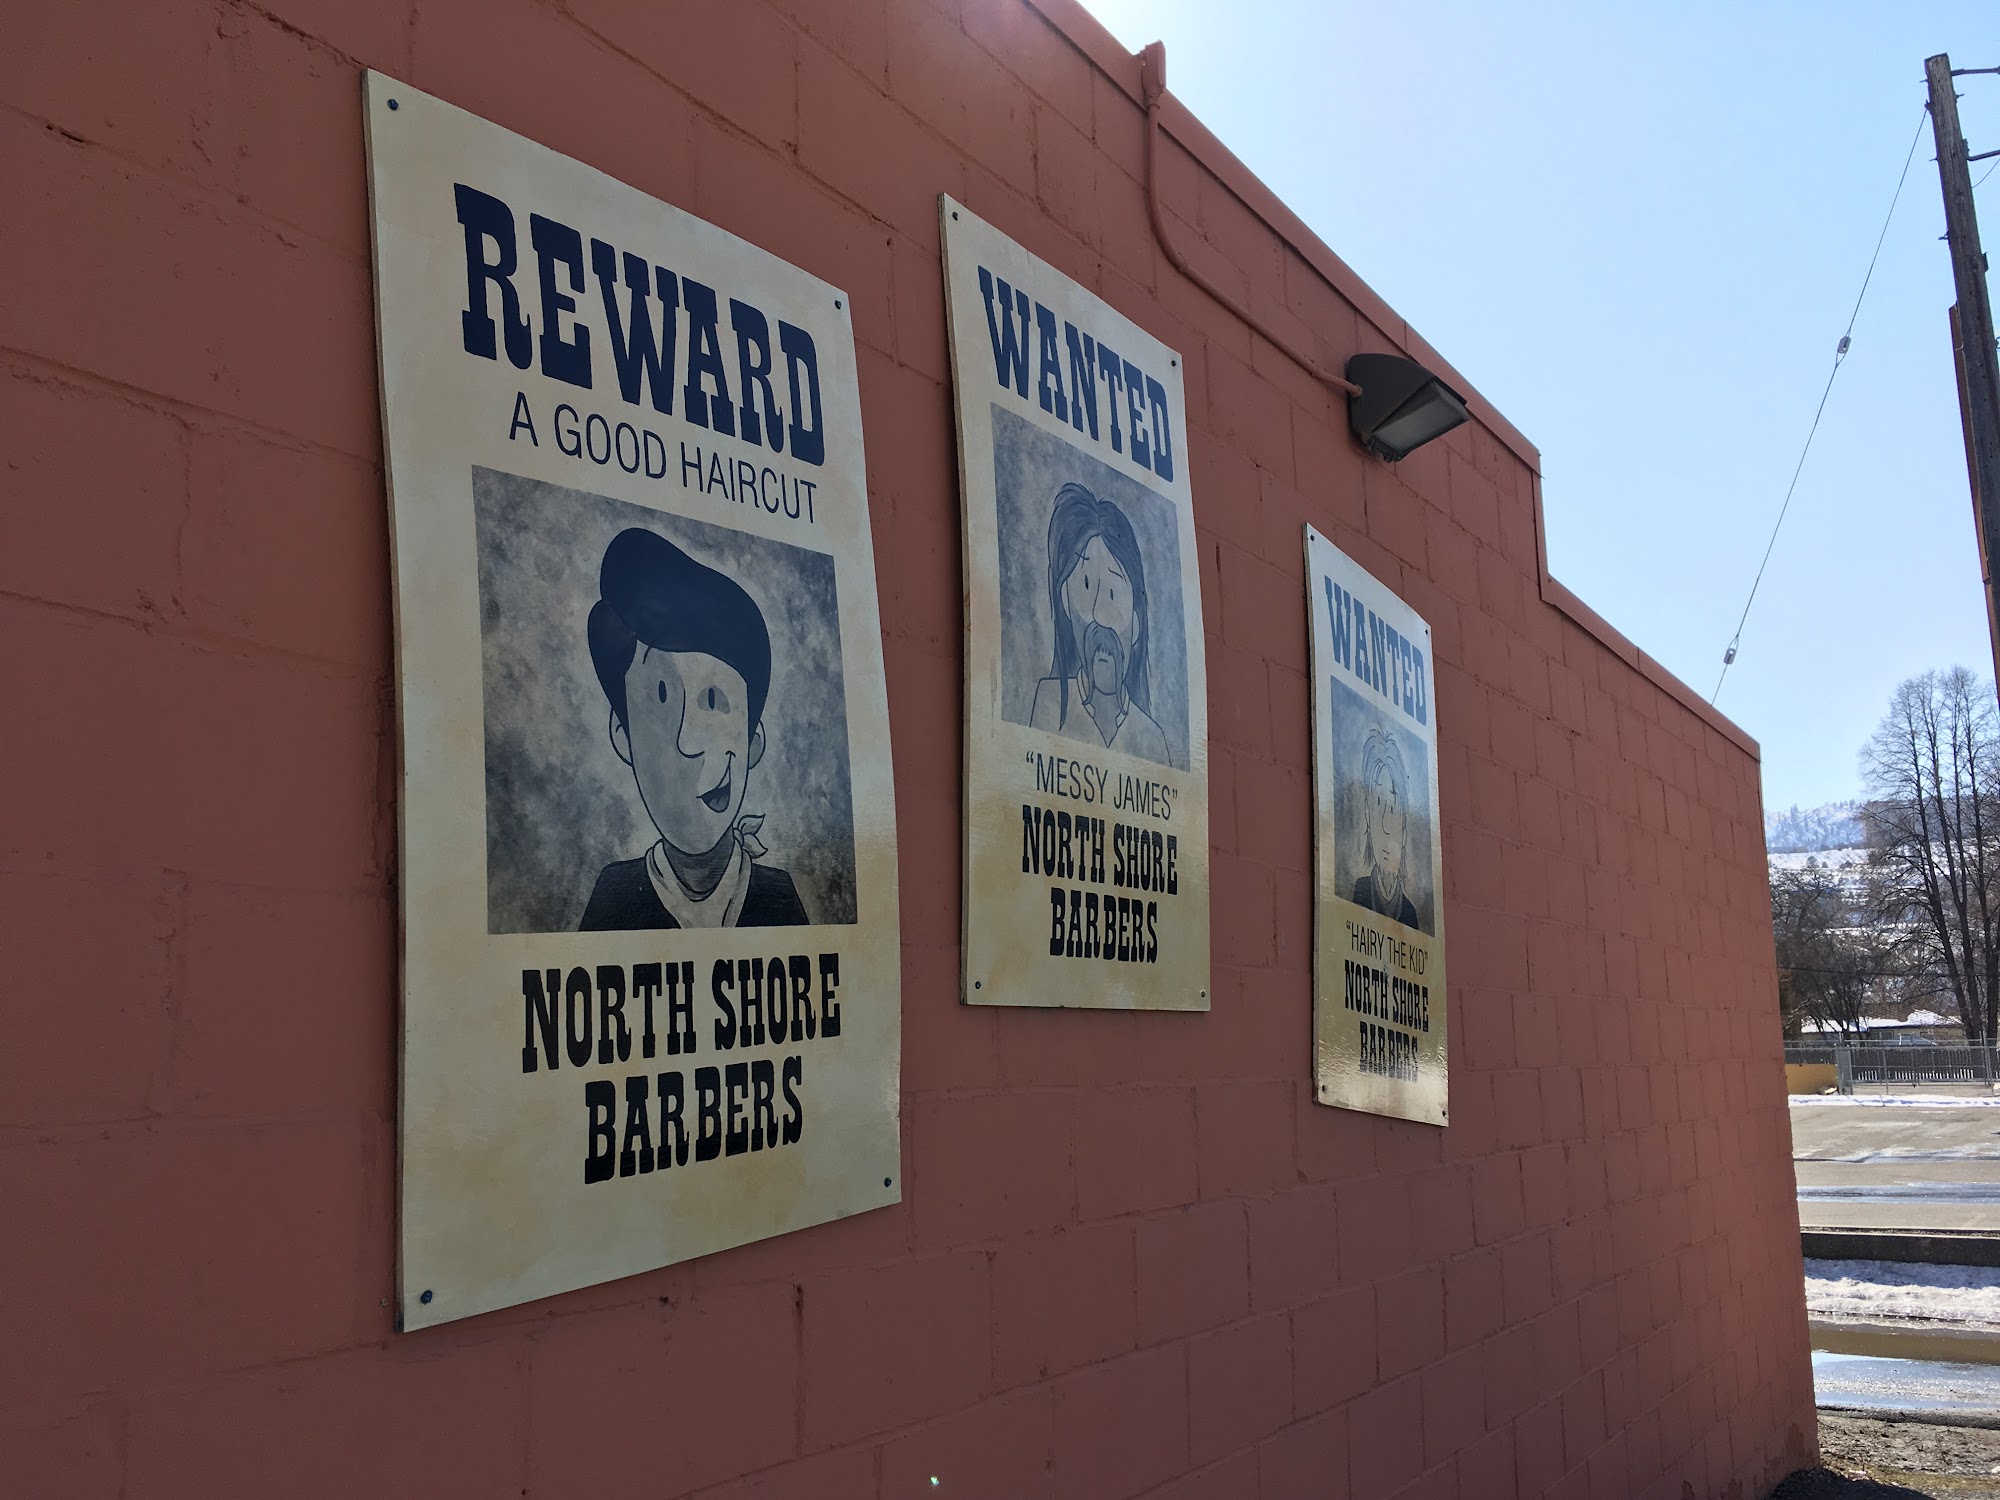 REWARD
A GOOD HAIRCUT
NORTH SHORE
BARBERS
WANTED
“MESSY JAMES”
NORTH SHORE
BARBERS
WANTED
“HAIRY THE KID”
NORTH SHORE
BARBERS